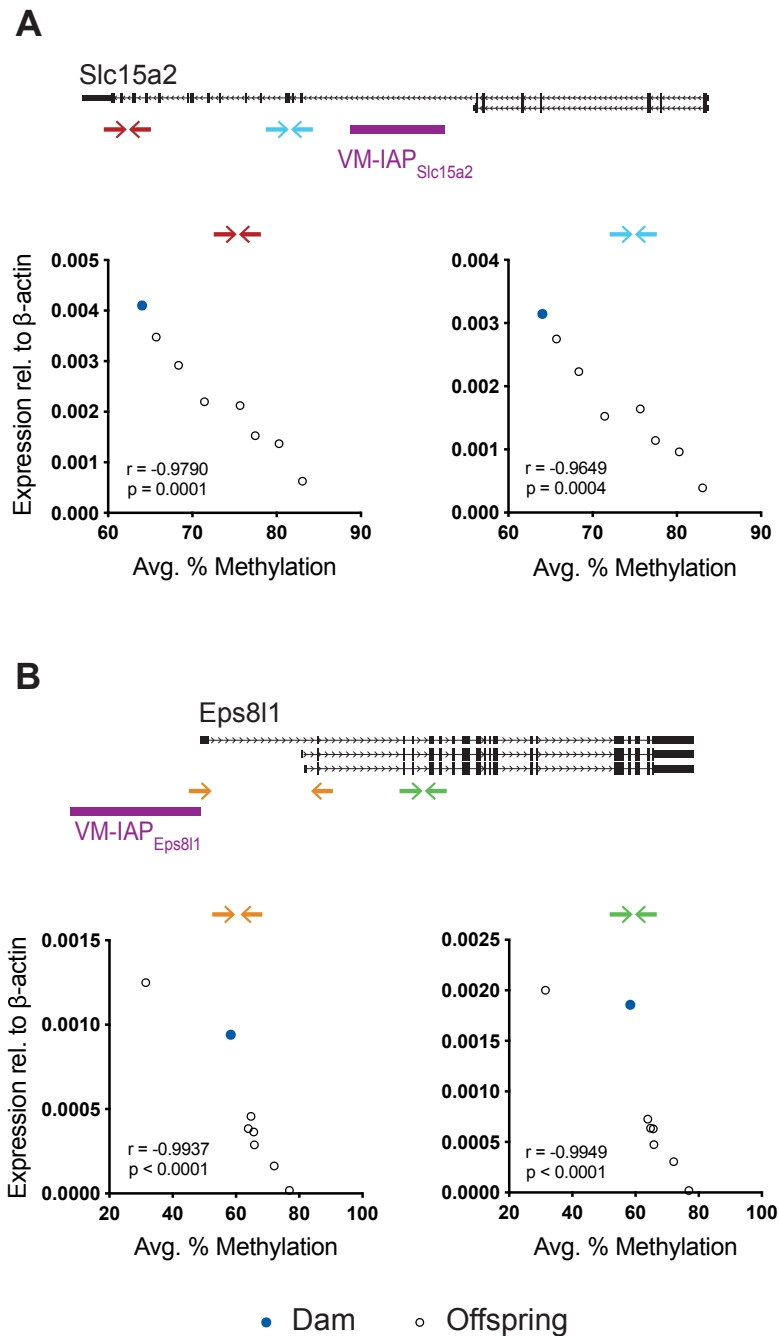 A
Slc15a2
VM-IAP_Slc15a2
Expression rel. to β-actin
0.005
0.004
0.003
0.002
0.001
0.000
r = -0.9790
p = 0.0001
60 70 80 90
Avg. % Methylation
0.004
0.003
0.002
0.001
0.000
r = -0.9649
p = 0.0004
60 70 80 90
Avg. % Methylation
B
Eps8l1
VM-IAP_Eps8l1
Expression rel. to β-actin
0.0015
0.0010
0.0005
0.0000
r = -0.9937
p < 0.0001
20 40 60 80 100
Avg. % Methylation
0.0025
0.0020
0.0015
0.0010
0.0005
0.0000
r = -0.9949
p < 0.0001
20 40 60 80 100
Avg. % Methylation
Dam Offspring